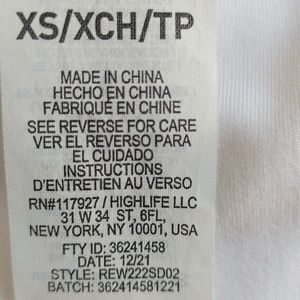 XS/XCH/TP
MADE IN CHINA
HECHO EN CHINA
FABRIQUÉ EN CHINE
SEE REVERSE FOR CARE
VER EL REVERSO PARA
EL CUIDADO
INSTRUCTIONS
D'ENTRETIEN AU VERSO
RN#117927 / HIGHLIFE LLC
31 W 34 ST, 6FL,
NEW YORK, NY 10001, USA
FTY ID: 36241458
DATE: 12/21
STYLE: REW222SD02
BATCH: 362414581221